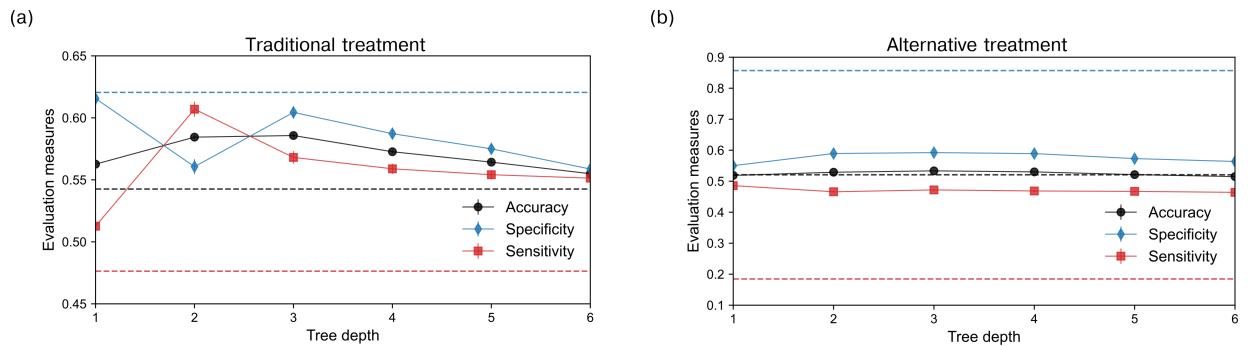 (a)
Traditional treatment
Evaluation measures
0.65
0.60
0.55
0.50
0.45
Accuracy
Specificity
Sensitivity
1 2 3 4 5 6
Tree depth
(b)
Alternative treatment
Evaluation measures
0.9
0.8
0.7
0.6
0.5
0.4
0.3
0.2
0.1
Accuracy
Specificity
Sensitivity
1 2 3 4 5 6
Tree depth